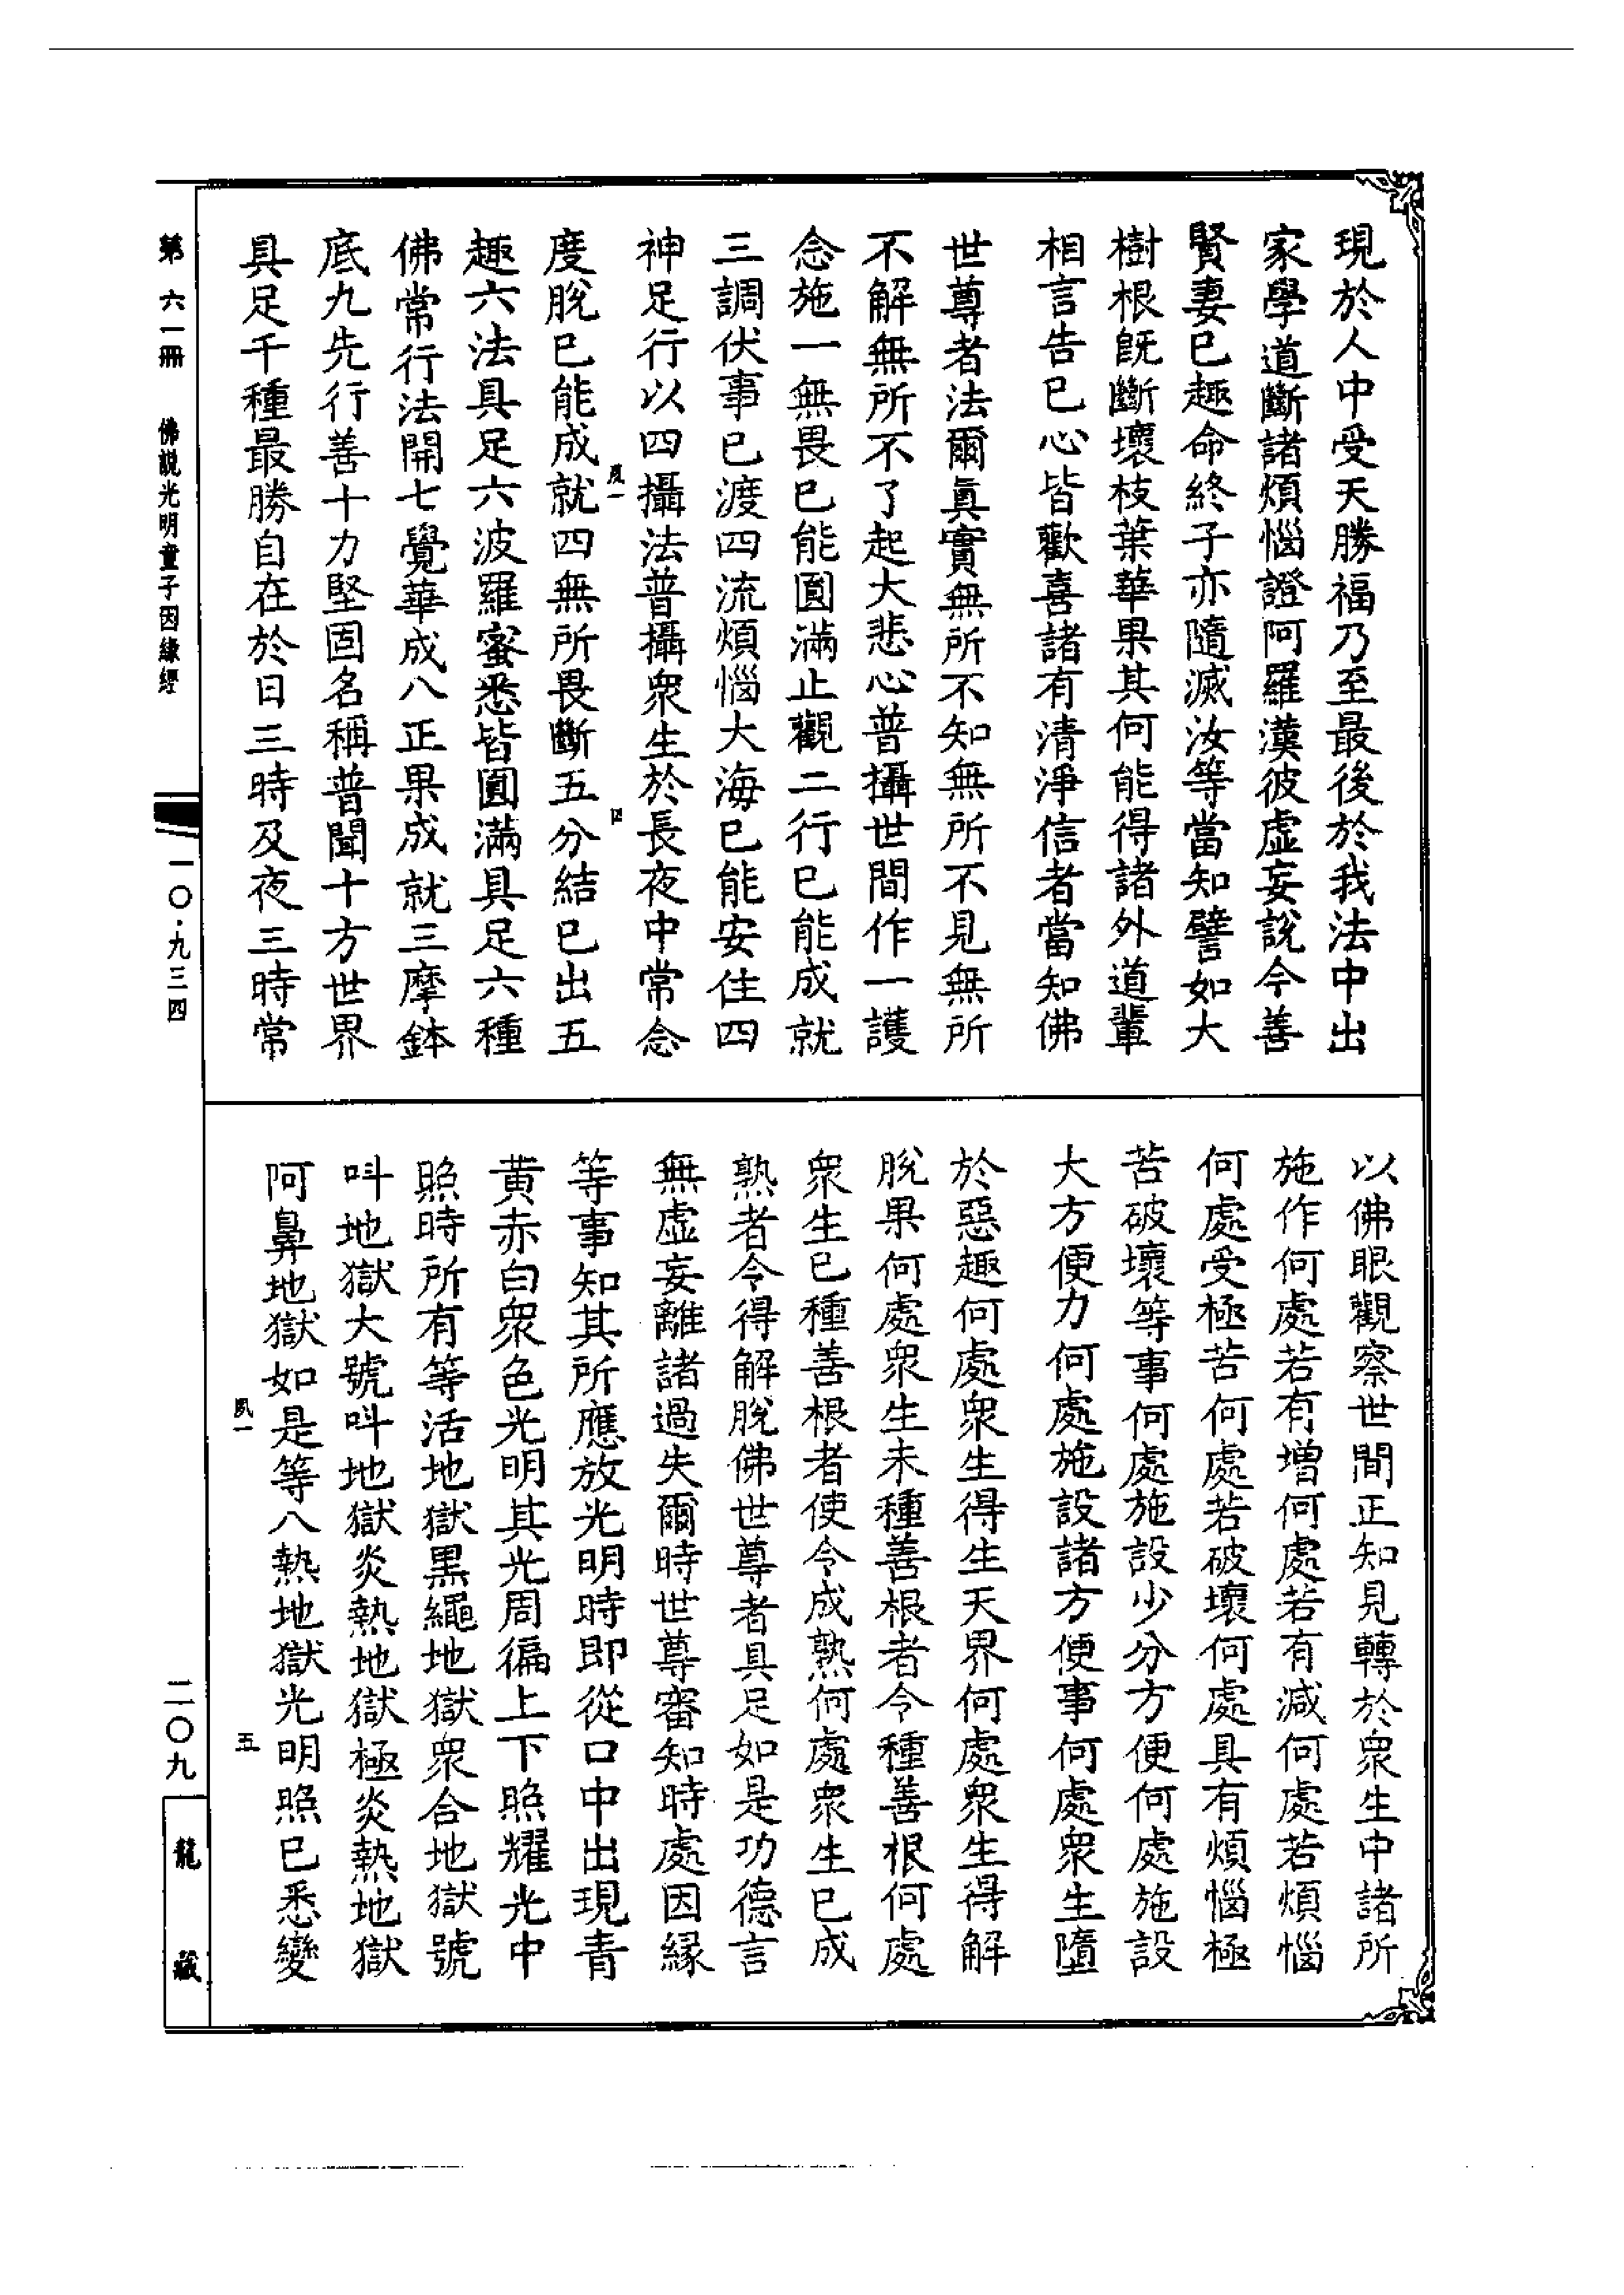 現於人中受天勝福乃至最後於我法中出
家學道斷諸煩惱證阿羅漢彼虛妄說今善
賢妻已趣命終子亦隨滅汝等當知譬如大
樹根既斷壞枝葉華果其何能得諸外道輩
相言告已心皆歡喜諸有清淨信者當知佛
世尊者法爾真實無所不知無所不見無所
不解無所不了起大悲心普攝世間作一護
念施一無畏已能圓滿止觀二行已能成就
三調伏事已渡四流煩惱大海已能安住四
神足行以四攝法普攝眾生於長夜中常念
夙一 四
度脫已能成就四無所畏斷五分結已出五
趣六法具足六波羅蜜悉皆圓滿具足六種
佛常行法開七覺華成八正果成就三摩鉢
底九先行善十力堅固名稱普聞十方世界
具足千種最勝自在於日三時及夜三時常
以佛眼觀察世間正知見轉於眾生中諸所
施作何處若有增何處若有減何處若煩惱
何處受極苦何處若破壞何處具有煩惱極
苦破壞等事何處施設少分方便何處施設
大方便力何處施設諸方便事何處眾生墮
於惡趣何處眾生得生天界何處眾生得解
脫果何處眾生未種善根者令種善根何處
眾生已種善根者使令成熟何處眾生已成
熟者令得解脫佛世尊者具足如是功德言
無虛妄離諸過失爾時世尊審知時處因緣
等事知其所應放光明時即從口中出現青
黃赤白眾色光明其光周徧上下照耀光中
照時所有等活地獄黑繩地獄眾合地獄號
叫地獄大號叫地獄炎熱地獄極炎熱地獄
阿鼻地獄如是等八熱地獄光明照已悉變
夙一 五
第六一冊 佛說光明童子因緣經
一〇·九三四
二〇九
龍藏